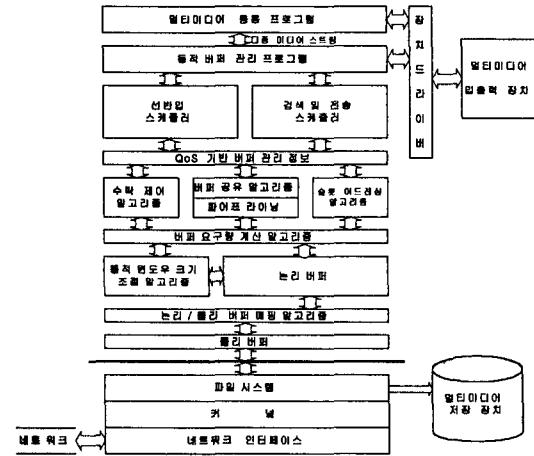 멀티미디어 응용 프로그램
다중 미디어 스트림
동적 버퍼 관리 프로그램
장치드라이버
멀티미디어
입출력 장치
선반입
스케줄러
검색 및 전송
스케줄러
QoS 기반 버퍼 관리 정보
수락 제어
알고리즘
버퍼 공유 알고리즘
파이프 라이닝
슬롯 어드레싱
알고리즘
버퍼 요구량 계산 알고리즘
동적 윈도우 크기
조절 알고리즘
논리 버퍼
논리 / 물리 버퍼 매핑 알고리즘
물리 버퍼
파일 시스템
커 널
네트워크 인터페이스
네트워크
멀티미디어
저장 장치